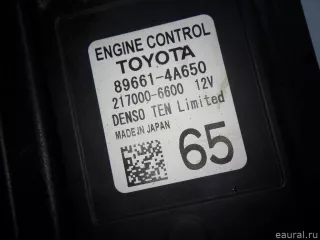 ENGINE CONTROL
TOYOTA
89661-4A650
217000-6600 12V
DENSO TEN Limited
MADE IN JAPAN
65
© eaural.ru